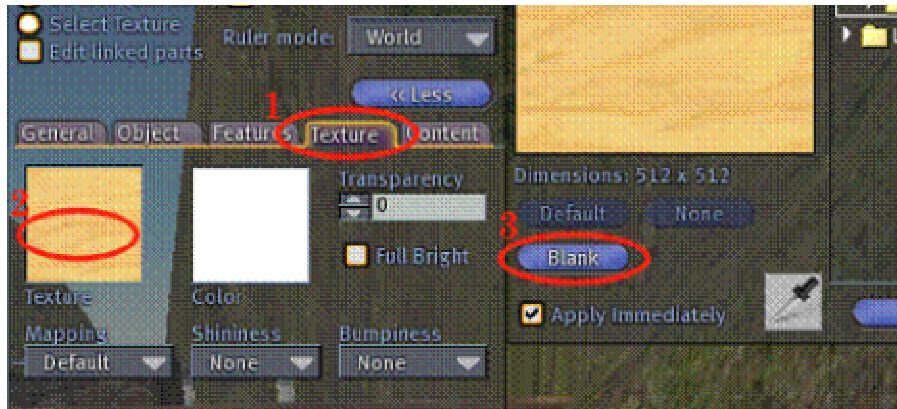 Select Texture
Edit linked parts
Ruler mode: World
<< Less
1
General Object Features Texture Content
2
Transparency
0
Full Bright
Texture Color
Mapping Shininess Bumpiness
Default None None
Dimensions: 512 x 512
Default None
3
Blank
Apply Immediately